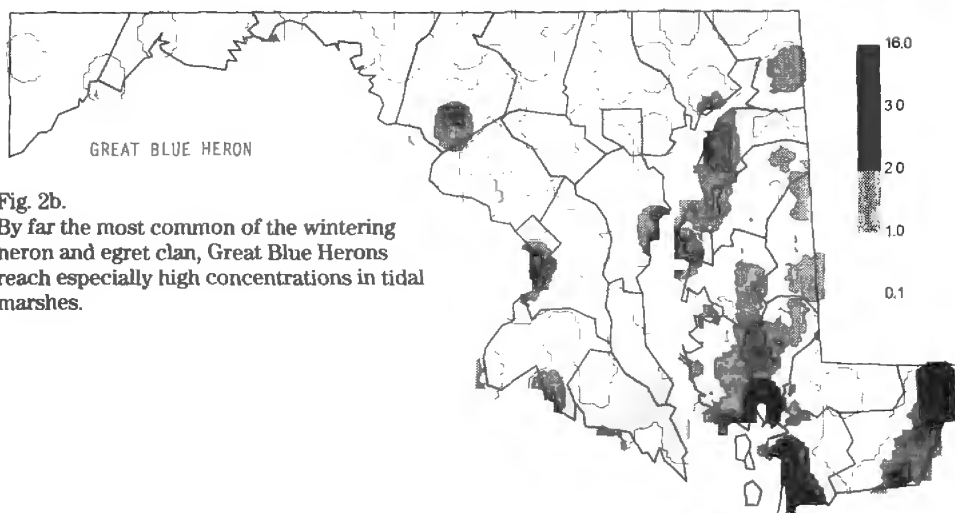 GREAT BLUE HERON
Fig. 2b.
By far the most common of the wintering
heron and egret clan, Great Blue Herons
reach especially high concentrations in tidal
marshes.
16.0
3.0
2.0
1.0
0.1